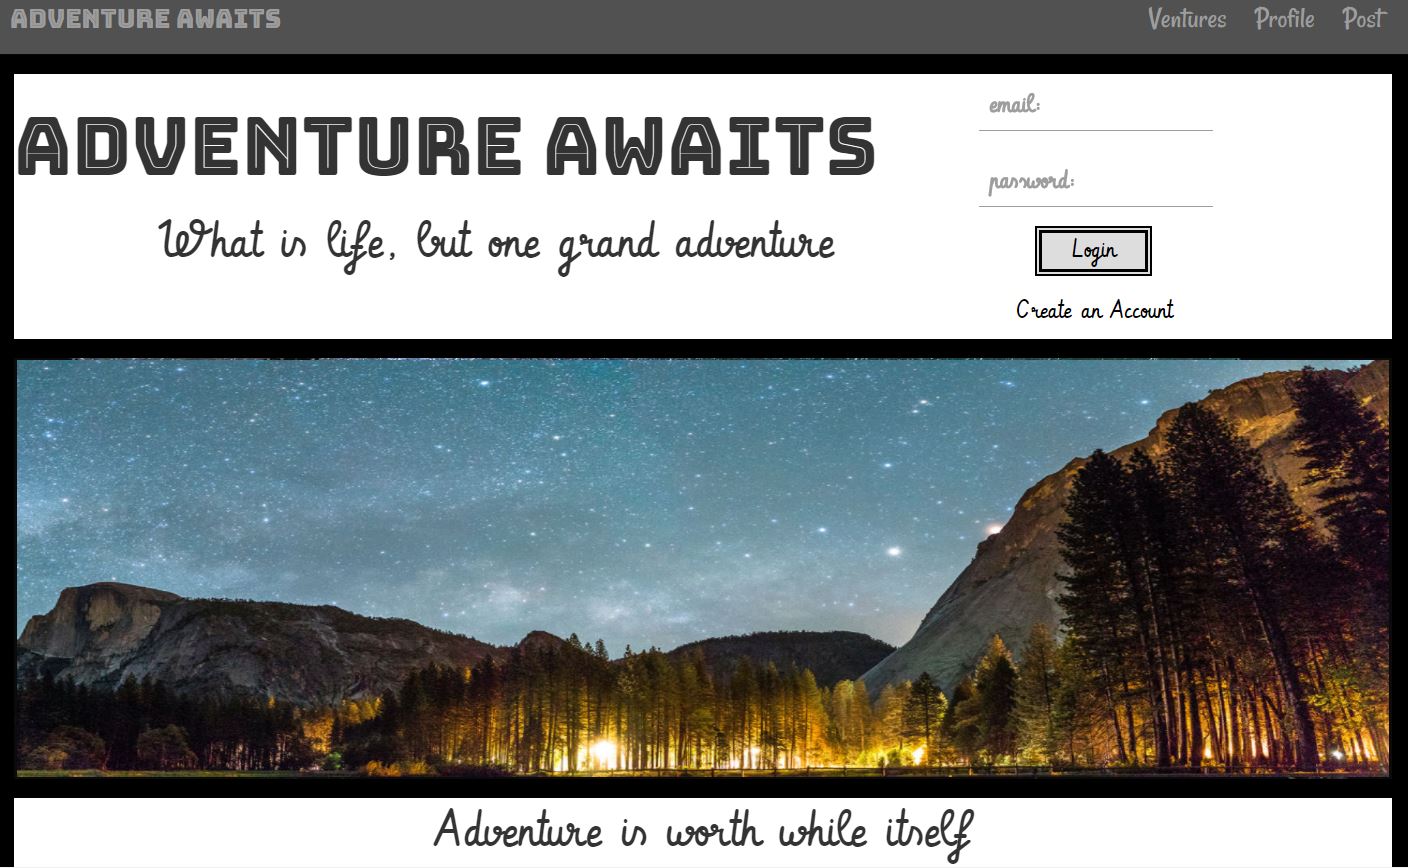 ADVENTURE AWAITS
Ventures Profile Post
ADVENTURE AWAITS
What is life, but one grand adventure
email:
password:
Login
Create an Account
Adventure is worth while itself